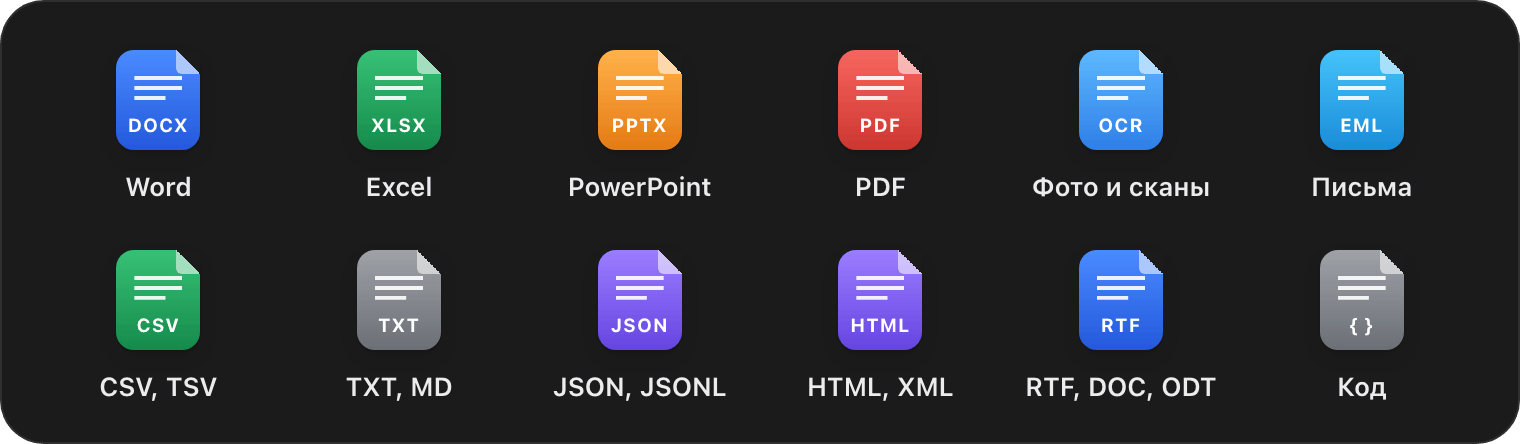 DOCX XLSX PPTX PDF OCR EML
Word Excel PowerPoint PDF Фото и сканы Письма
CSV TXT JSON HTML RTF { }
CSV, TSV TXT, MD JSON, JSONL HTML, XML RTF, DOC, ODT Код